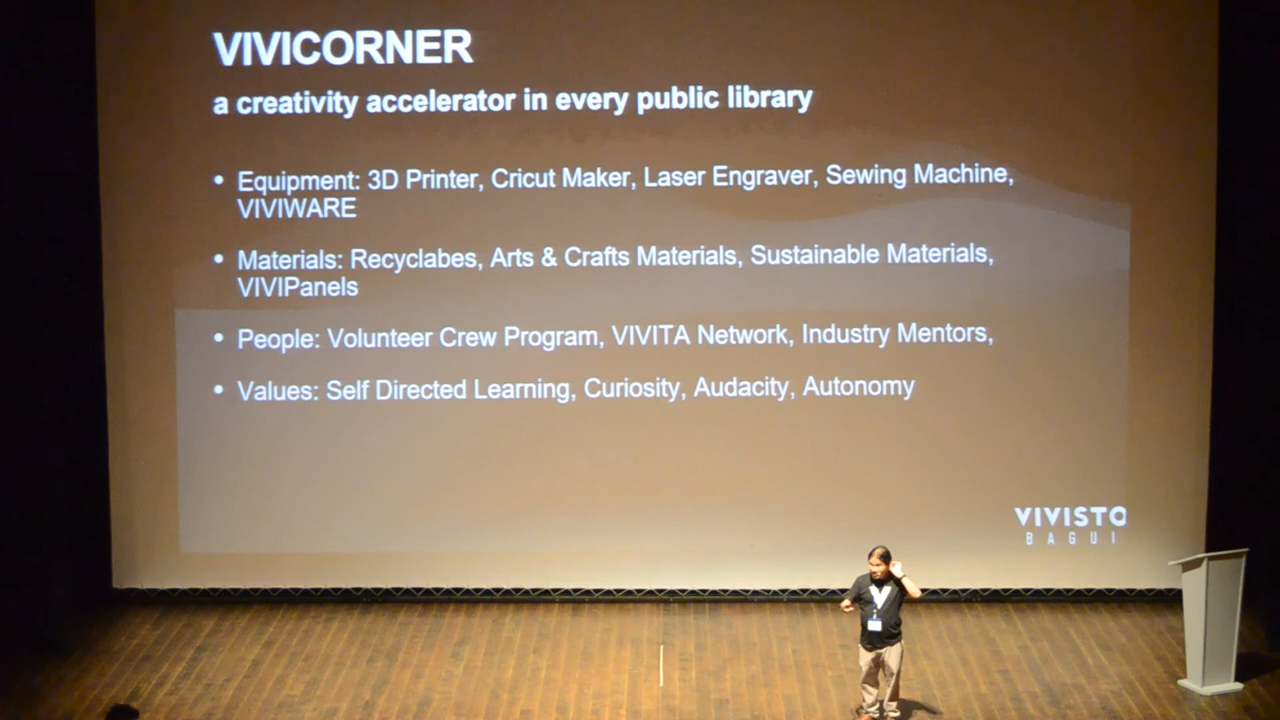 VIVICORNER
a creativity accelerator in every public library
• Equipment: 3D Printer, Cricut Maker, Laser Engraver, Sewing Machine,
VIVIWARE
• Materials: Recyclabes, Arts & Crafts Materials, Sustainable Materials,
VIVIPanels
• People: Volunteer Crew Program, VIVITA Network, Industry Mentors,
• Values: Self Directed Learning, Curiosity, Audacity, Autonomy
VIVISTO
BAGUI